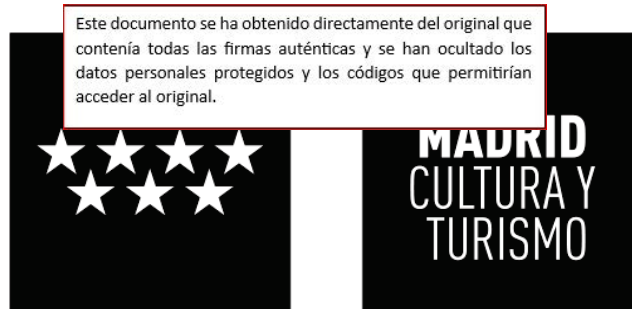 Este documento se ha obtenido directamente del original que
contenía todas las firmas auténticas y se han ocultado los
datos personales protegidos y los códigos que permitirían
acceder al original.
MADRID
CULTURA Y
TURISMO